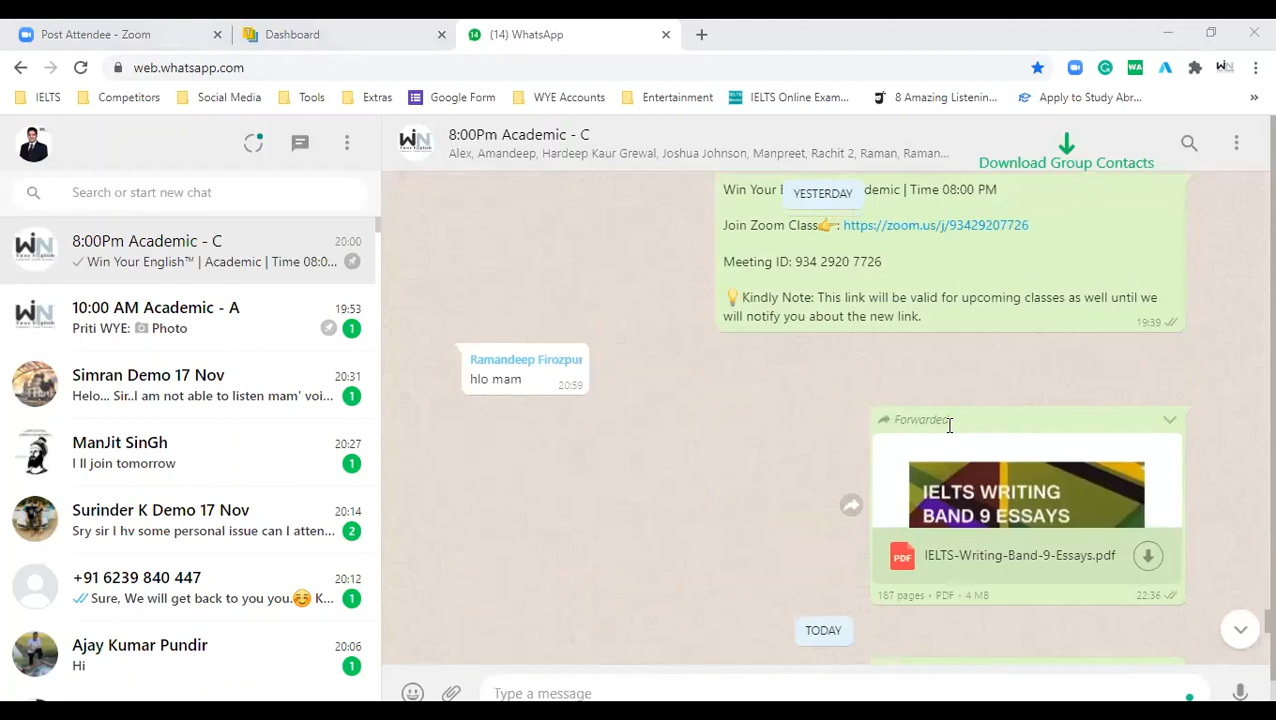 Post Attendee - Zoom
Dashboard
14
(14) WhatsApp
web.whatsapp.com
WA
IELTS
Competitors
Social Media
Tools
Extras
Google Form
WYE Accounts
Entertainment
IELTS Online Exam...
8 Amazing Listenin...
Apply to Study Abr...
Search or start new chat
8:00Pm Academic - C
20:00
Win Your English™ | Academic | Time 08:0...
10:00 AM Academic - A
19:53
Priti WYE: Photo
1
Simran Demo 17 Nov
20:31
Helo... Sir..I am not able to listen mam' voi...
1
ManJit SinGh
20:27
I ll join tomorrow
1
Surinder K Demo 17 Nov
20:14
Sry sir I hv some personal issue can I atten...
2
+91 6239 840 447
20:12
Sure, We will get back to you you.😊 K...
1
Ajay Kumar Pundir
20:06
Hi
1
8:00Pm Academic - C
Alex, Amandeep, Hardeep Kaur Grewal, Joshua Johnson, Manpreet, Rachit 2, Raman, Raman...
Download Group Contacts
YESTERDAY
Win Your E demic | Time 08:00 PM
Join Zoom Class👉: https://zoom.us/j/93429207726
Meeting ID: 934 2920 7726
💡Kindly Note: This link will be valid for upcoming classes as well until we
will notify you about the new link.
19:39
Ramandeep Firozpur
hlo mam
20:59
Forwarded
IELTS WRITING
BAND 9 ESSAYS
PDF
IELTS-Writing-Band-9-Essays.pdf
187 pages • PDF • 4 MB
22:36
TODAY
Type a message